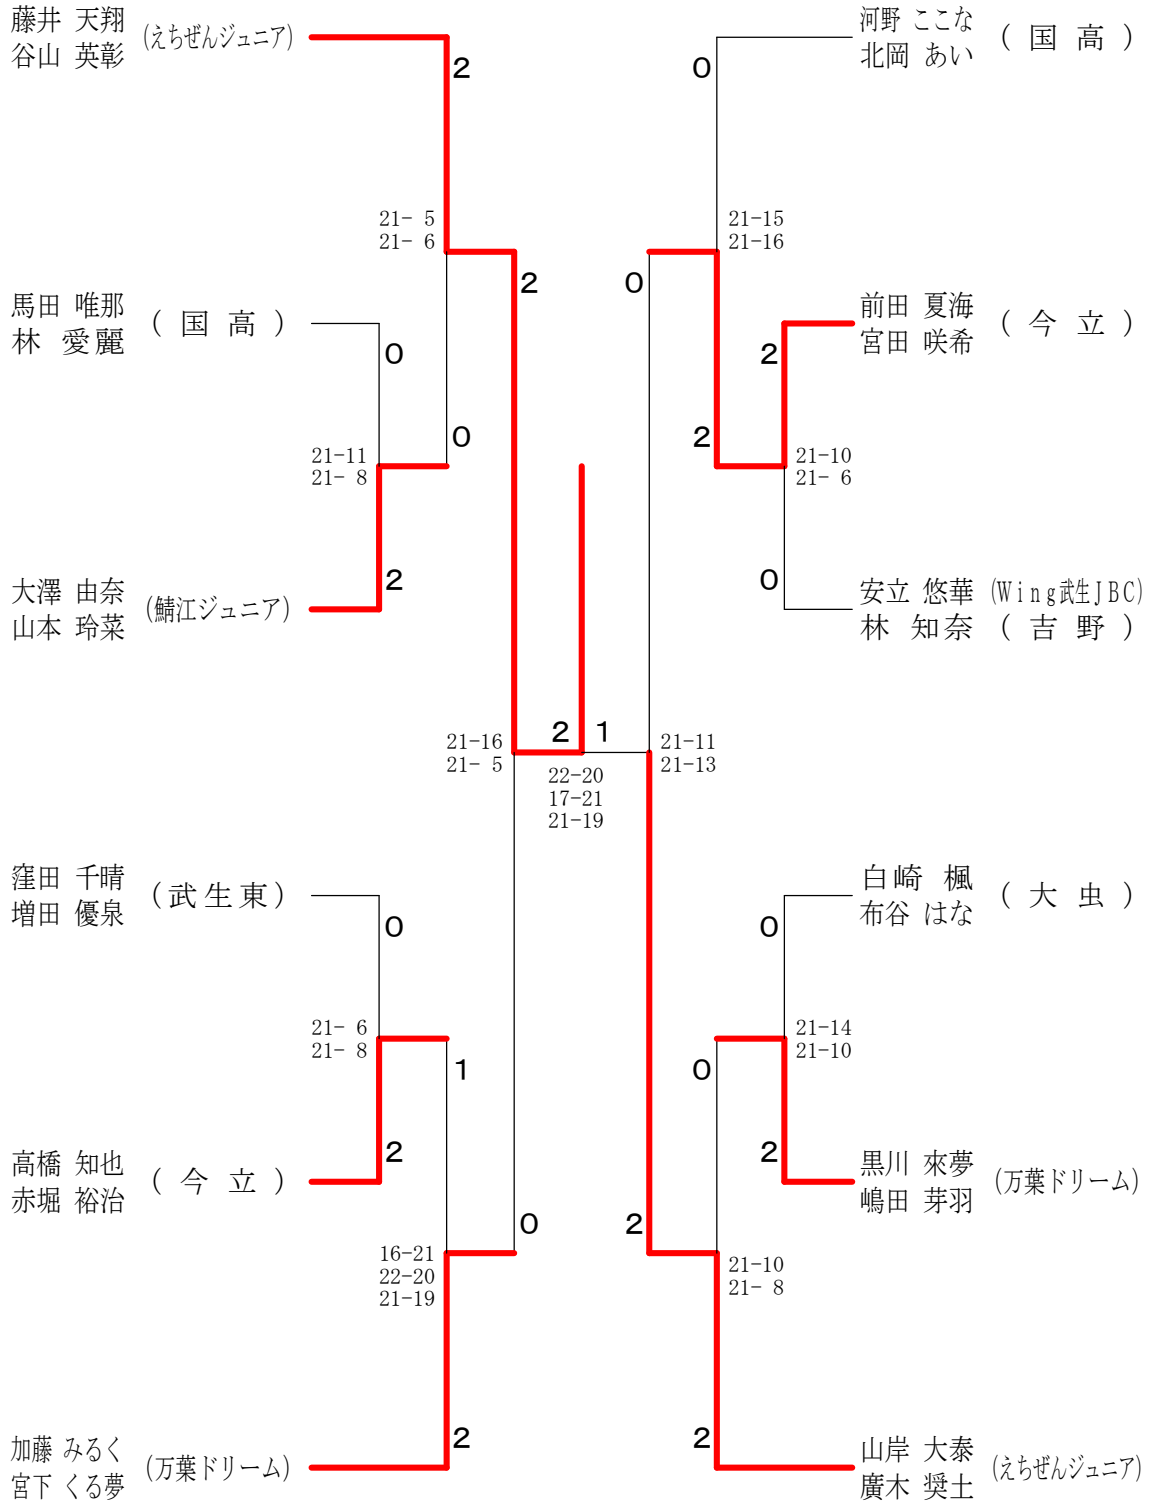 藤井 天翔
谷山 英彰
(えちぜんジュニア)
2
21- 5
21- 6
馬田 唯那
林 愛麗
( 国 高 )
0
0
21-11
21- 8
大澤 由奈
山本 玲菜
(鯖江ジュニア)
2
2
21-16
21- 5
窪田 千晴
増田 優泉
(武生東)
0
21- 6
21- 8
1
高橋 知也
赤堀 裕治
( 今 立 )
2
0
16-21
22-20
21-19
加藤 みるく
宮下 くる夢
(万葉ドリーム)
2
2 1
22-20
17-21
21-19
河野 ここな
北岡 あい
( 国 高 )
0
21-15
21-16
0
前田 夏海
宮田 咲希
( 今 立 )
2
2
21-10
21- 6
0
安立 悠華 (Wing武生JBC)
林 知奈 ( 吉 野 )
21-11
21-13
白崎 楓
布谷 はな
( 大 虫 )
0
21-14
21-10
0
黒川 來夢
嶋田 芽羽
(万葉ドリーム)
2
2
21-10
21- 8
2
山岸 大泰
廣木 奨土
(えちぜんジュニア)